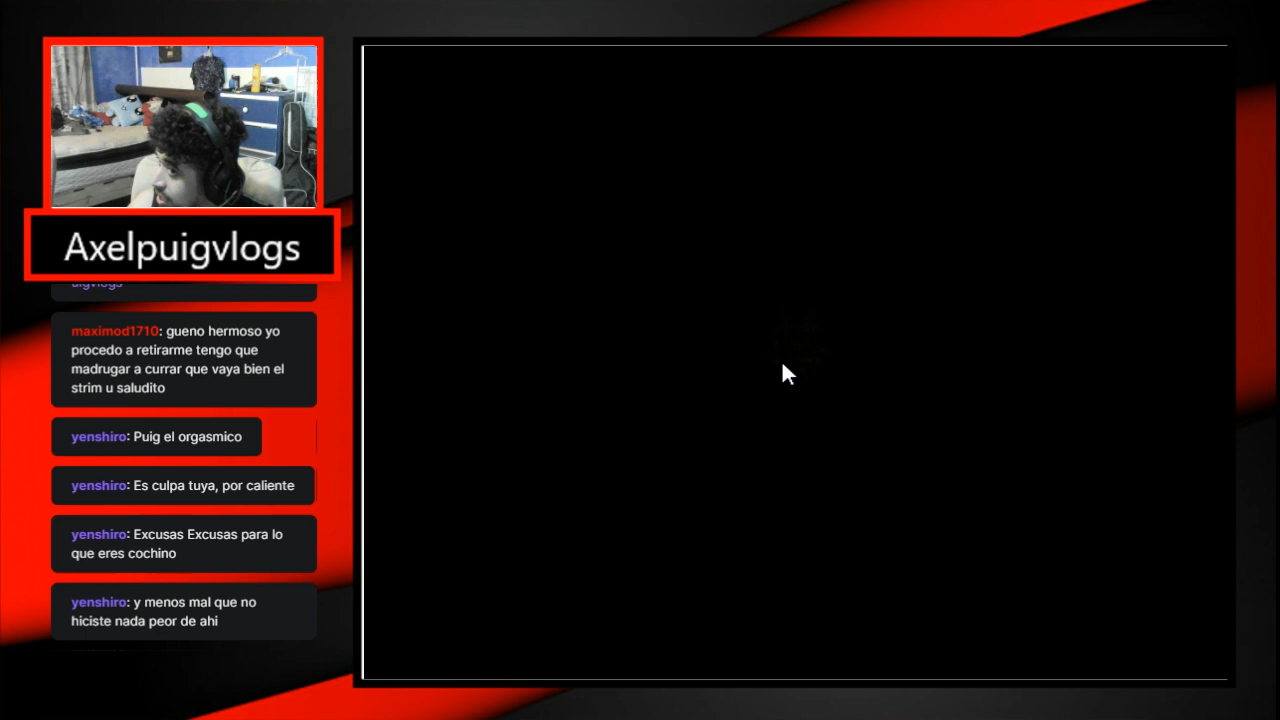 Axelpuigvlogs
uigvlogs
maximod1710: gueno hermoso yo
procedo a retirarme tengo que
madrugar a currar que vaya bien el
strim u saludito
yenshiro: Puig el orgasmico
yenshiro: Es culpa tuya, por caliente
yenshiro: Excusas Excusas para lo
que eres cochino
yenshiro: y menos mal que no
hiciste nada peor de ahi